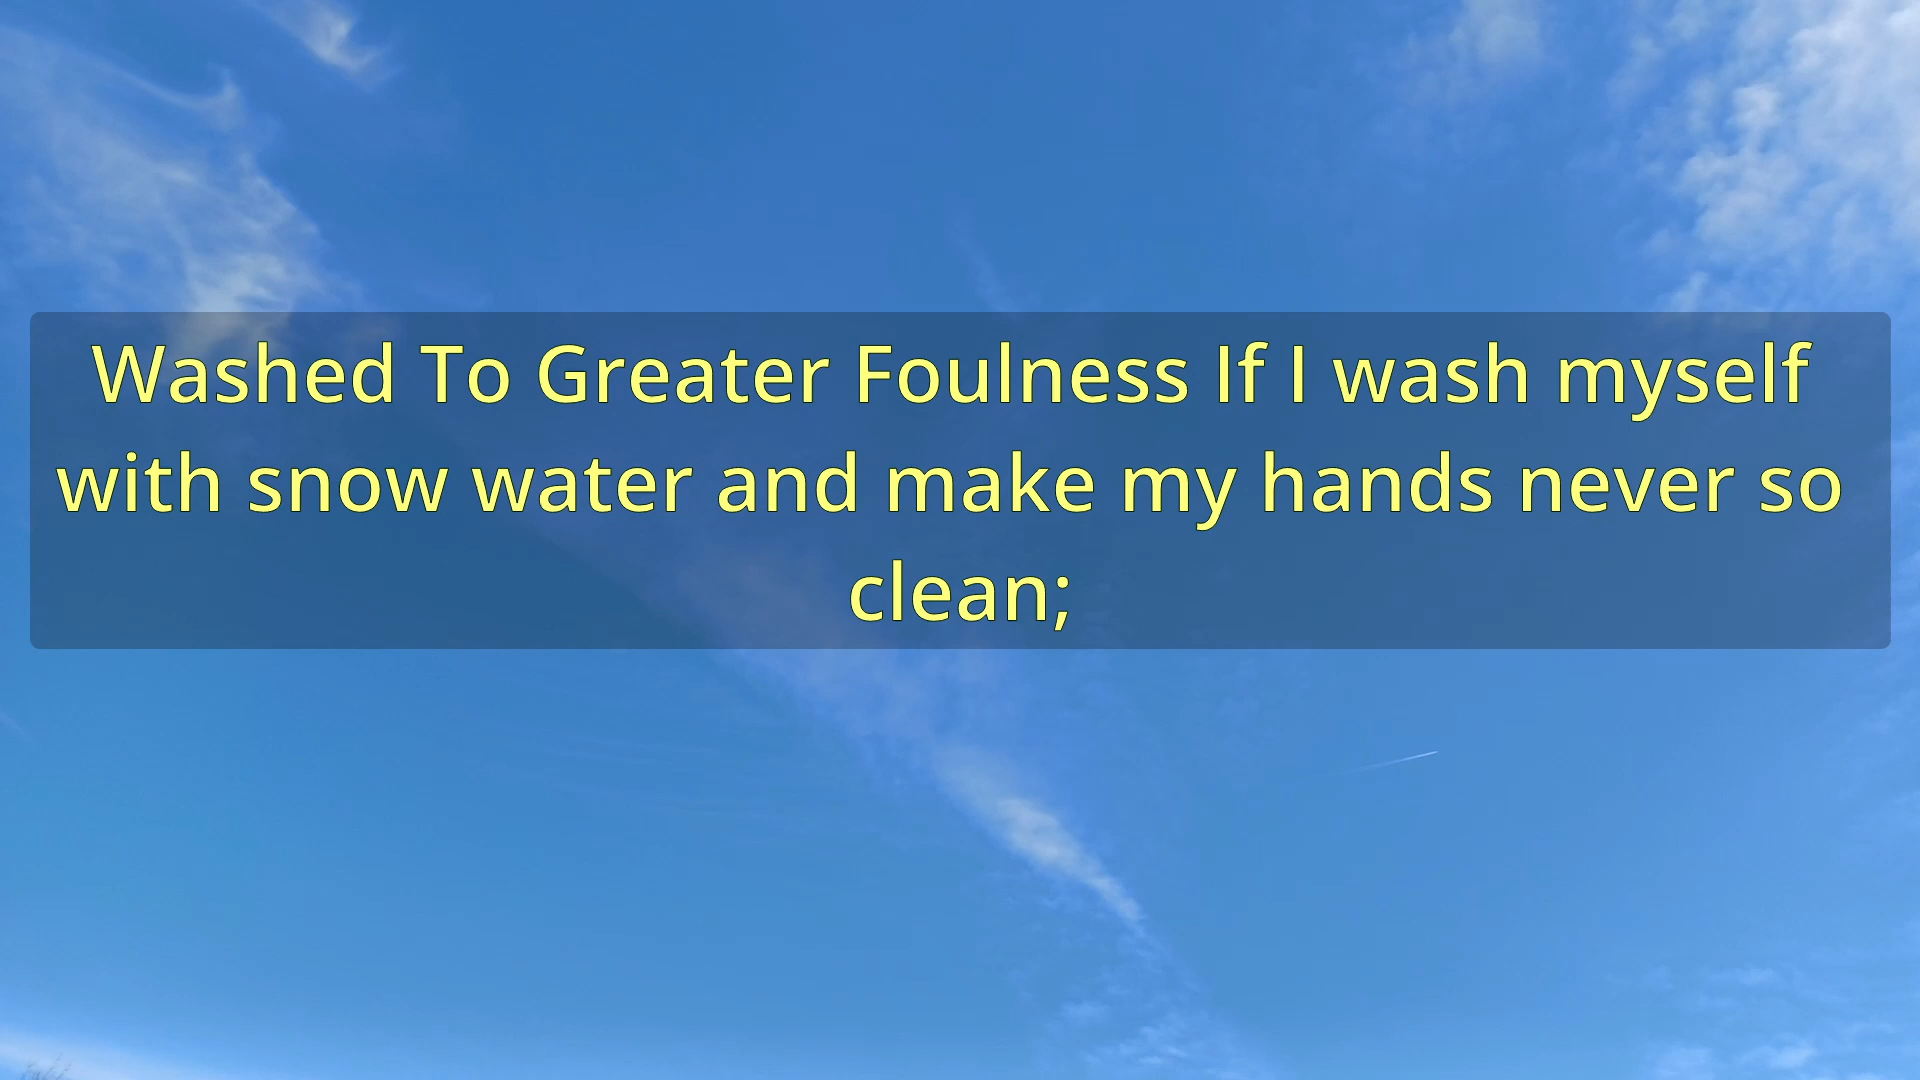 Washed To Greater Foulness If I wash myself
with snow water and make my hands never so
clean;